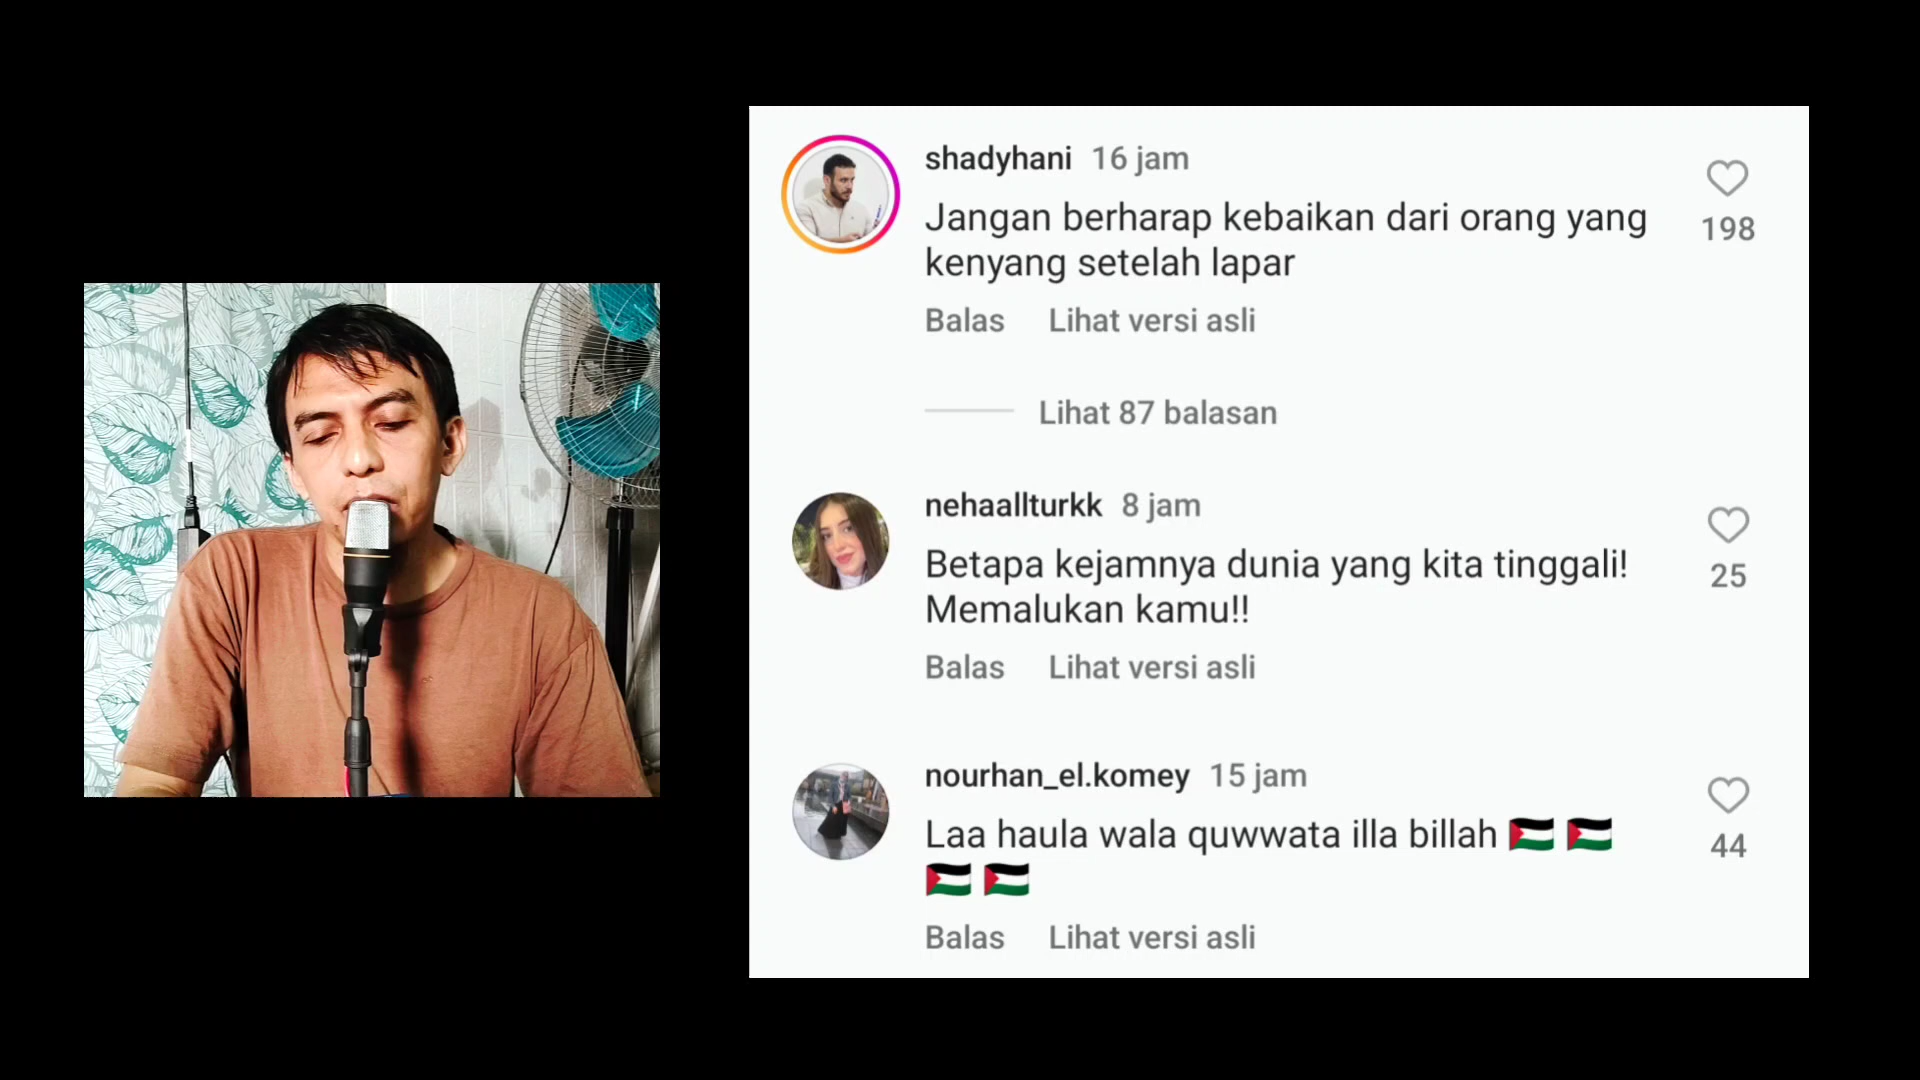 shadyhani 16 jam
Jangan berharap kebaikan dari orang yang
kenyang setelah lapar
198
Balas Lihat versi asli
Lihat 87 balasan
nehaallturkk 8 jam
Betapa kejamnya dunia yang kita tinggali!
Memalukan kamu!!
25
Balas Lihat versi asli
nourhan_el.komey 15 jam
Laa haula wala quwwata illa billah 🇵🇸 🇵🇸
🇵🇸 🇵🇸
44
Balas Lihat versi asli